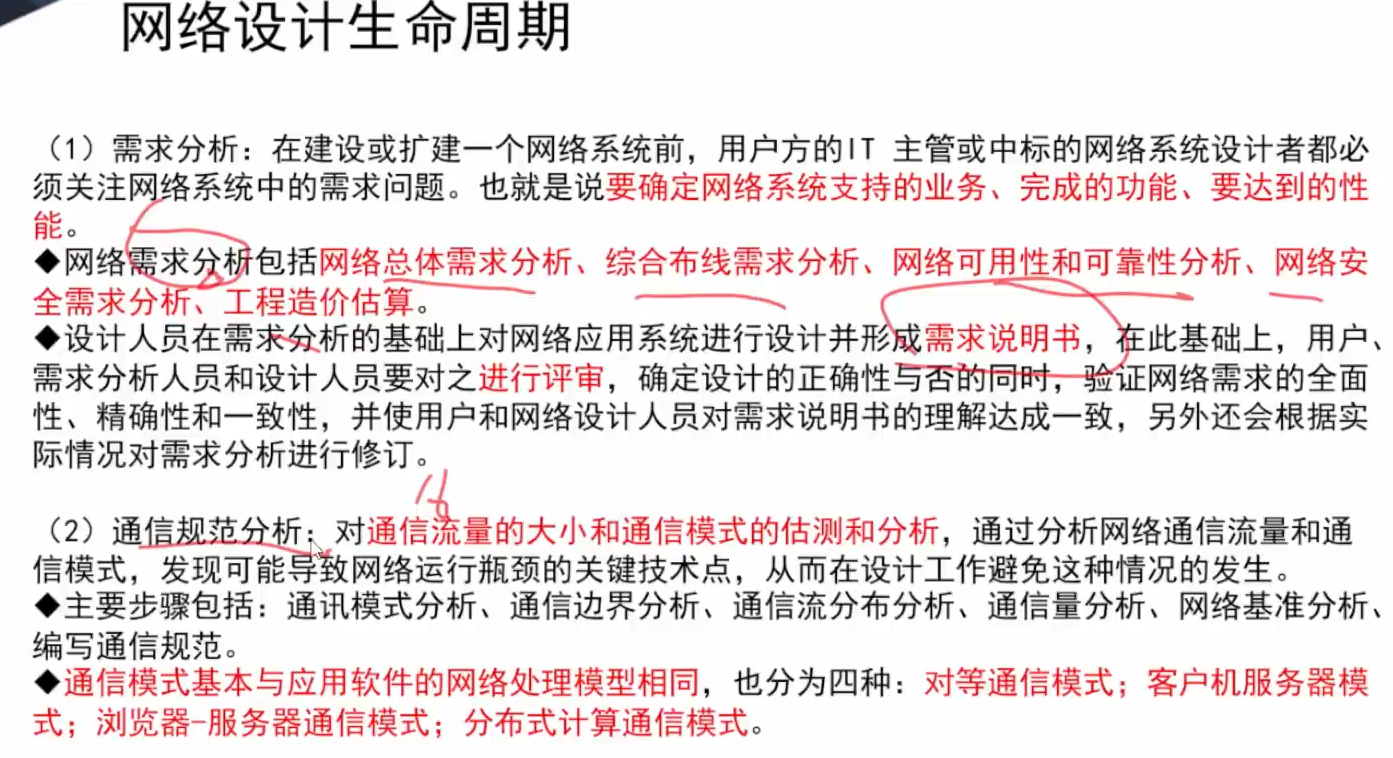 网络设计生命周期
（1）需求分析：在建设或扩建一个网络系统前，用户方的IT 主管或中标的网络系统设计者都必
须关注网络系统中的需求问题。也就是说要确定网络系统支持的业务、完成的功能、要达到的性
能。
◆网络需求分析包括网络总体需求分析、综合布线需求分析、网络可用性和可靠性分析、网络安
全需求分析、工程造价估算。
◆设计人员在需求分析的基础上对网络应用系统进行设计并形成需求说明书，在此基础上，用户、
需求分析人员和设计人员要对之进行评审，确定设计的正确性与否的同时，验证网络需求的全面
性、精确性和一致性，并使用户和网络设计人员对需求说明书的理解达成一致，另外还会根据实
际情况对需求分析进行修订。
（2）通信规范分析：对通信流量的大小和通信模式的估测和分析，通过分析网络通信流量和通
信模式，发现可能导致网络运行瓶颈的关键技术点，从而在设计工作避免这种情况的发生。
◆主要步骤包括：通讯模式分析、通信边界分析、通信流分布分析、通信量分析、网络基准分析、
编写通信规范。
◆通信模式基本与应用软件的网络处理模型相同，也分为四种：对等通信模式；客户机服务器模
式；浏览器-服务器通信模式；分布式计算通信模式。